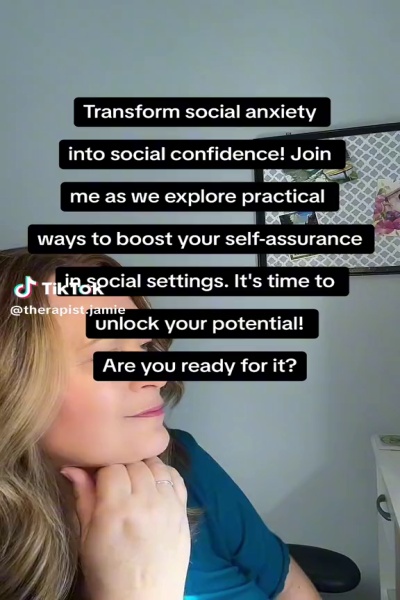 Transform social anxiety
into social confidence! Join
me as we explore practical
ways to boost your self-assurance
in social settings. It's time to
TikTok
@therapist.jamie
unlock your potential!
Are you ready for it?